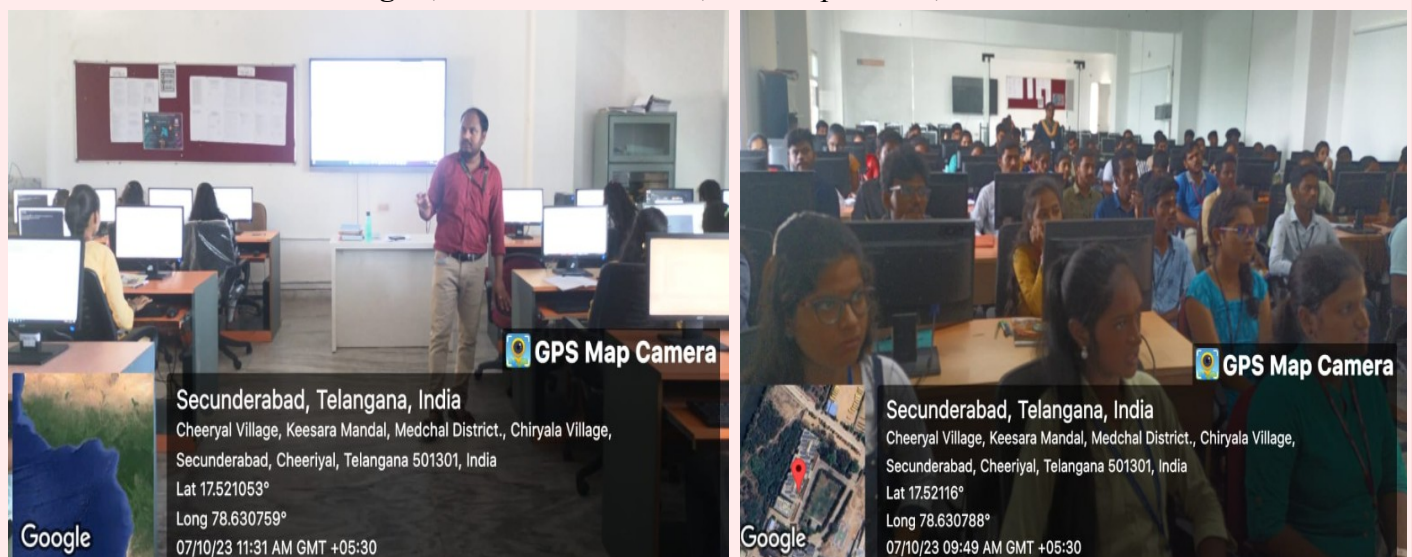 GPS Map Camera
Secunderabad, Telangana, India
Cheeryal Village, Keesara Mandal, Medchal District., Chiryala Village,
Secunderabad, Cheeriyal, Telangana 501301, India
Lat 17.521053°
Long 78.630759°
07/10/23 11:31 AM GMT +05:30
Google
GPS Map Camera
Secunderabad, Telangana, India
Cheeryal Village, Keesara Mandal, Medchal District., Chiryala Village,
Secunderabad, Cheeriyal, Telangana 501301, India
Lat 17.52116°
Long 78.630788°
07/10/23 09:49 AM GMT +05:30
Google